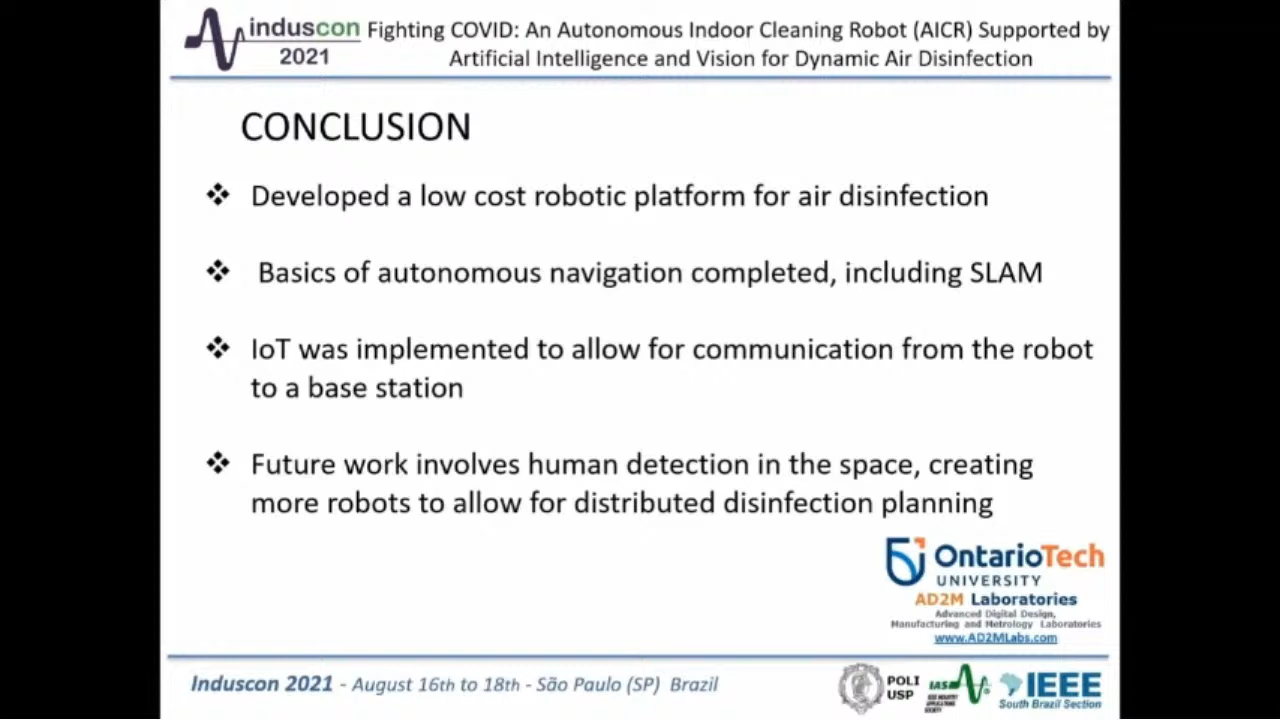 induscon
2021
Fighting COVID: An Autonomous Indoor Cleaning Robot (AICR) Supported by
Artificial Intelligence and Vision for Dynamic Air Disinfection
CONCLUSION
❖ Developed a low cost robotic platform for air disinfection
❖ Basics of autonomous navigation completed, including SLAM
❖ IoT was implemented to allow for communication from the robot
to a base station
❖ Future work involves human detection in the space, creating
more robots to allow for distributed disinfection planning
OntarioTech
UNIVERSITY
AD2M Laboratories
Advanced Digital Design,
Manufacturing and Metrology Laboratories
www.AD2MLabs.com
Induscon 2021 - August 16th to 18th - São Paulo (SP) Brazil
POLI
USP
IAS
IEEE INDUSTRY
APPLICATIONS
SOCIETY
IEEE
South Brazil Section